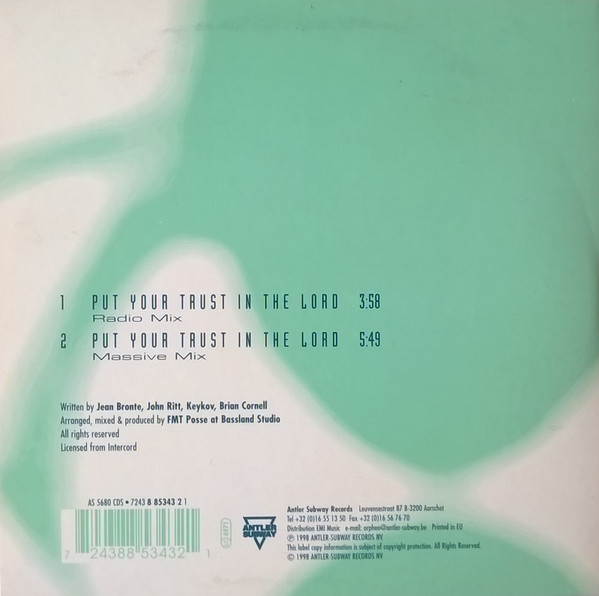 1 PUT YOUR TRUST IN THE LORD 3:58
Radio Mix
2 PUT YOUR TRUST IN THE LORD 5:49
Massive Mix
Written by Jean Bronte, John Ritt, Keykov, Brian Cornell
Arranged, mixed & produced by FMT Posse at Bassland Studio
All rights reserved
Licensed from Intercord
AS 5680 CDS • 7243 8 85343 2 1
7 24388 53432 1
LC 4871
ANTLER
SUBWAY
Antler Subway Records Leuvensestraat 87 B-3200 Aarschot
Tel +32 (0)16 55 13 50 Fax +32 (0)16 56 76 70
Distribution EMI Music e-mail: orpheo@antler-subway.be Printed in EU
℗ 1998 ANTLER-SUBWAY RECORDS NV
This label copy information is subject of copyright protection. All Rights Reserved.
© 1998 ANTLER-SUBWAY RECORDS NV